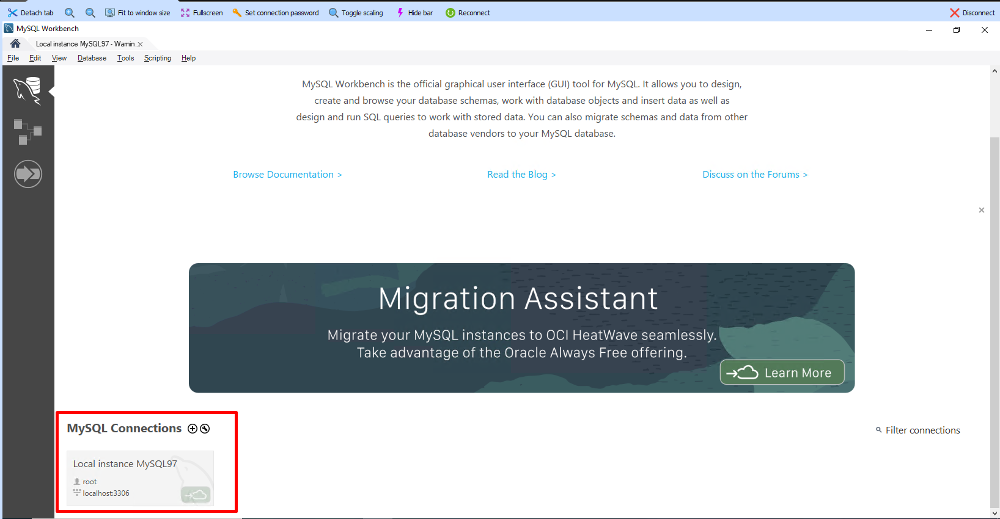 Detach tab Fit to window size Fullscreen Set connection password Toggle scaling Hide bar Reconnect Disconnect
MySQL Workbench
Local instance MySQL97 - Warnin...
File Edit View Database Tools Scripting Help
MySQL Workbench is the official graphical user interface (GUI) tool for MySQL. It allows you to design,
create and browse your database schemas, work with database objects and insert data as well as
design and run SQL queries to work with stored data. You can also migrate schemas and data from other
database vendors to your MySQL database.
Browse Documentation > Read the Blog > Discuss on the Forums >
Migration Assistant
Migrate your MySQL instances to OCI HeatWave seamlessly.
Take advantage of the Oracle Always Free offering.
Learn More
MySQL Connections
Filter connections
Local instance MySQL97
root
localhost:3306